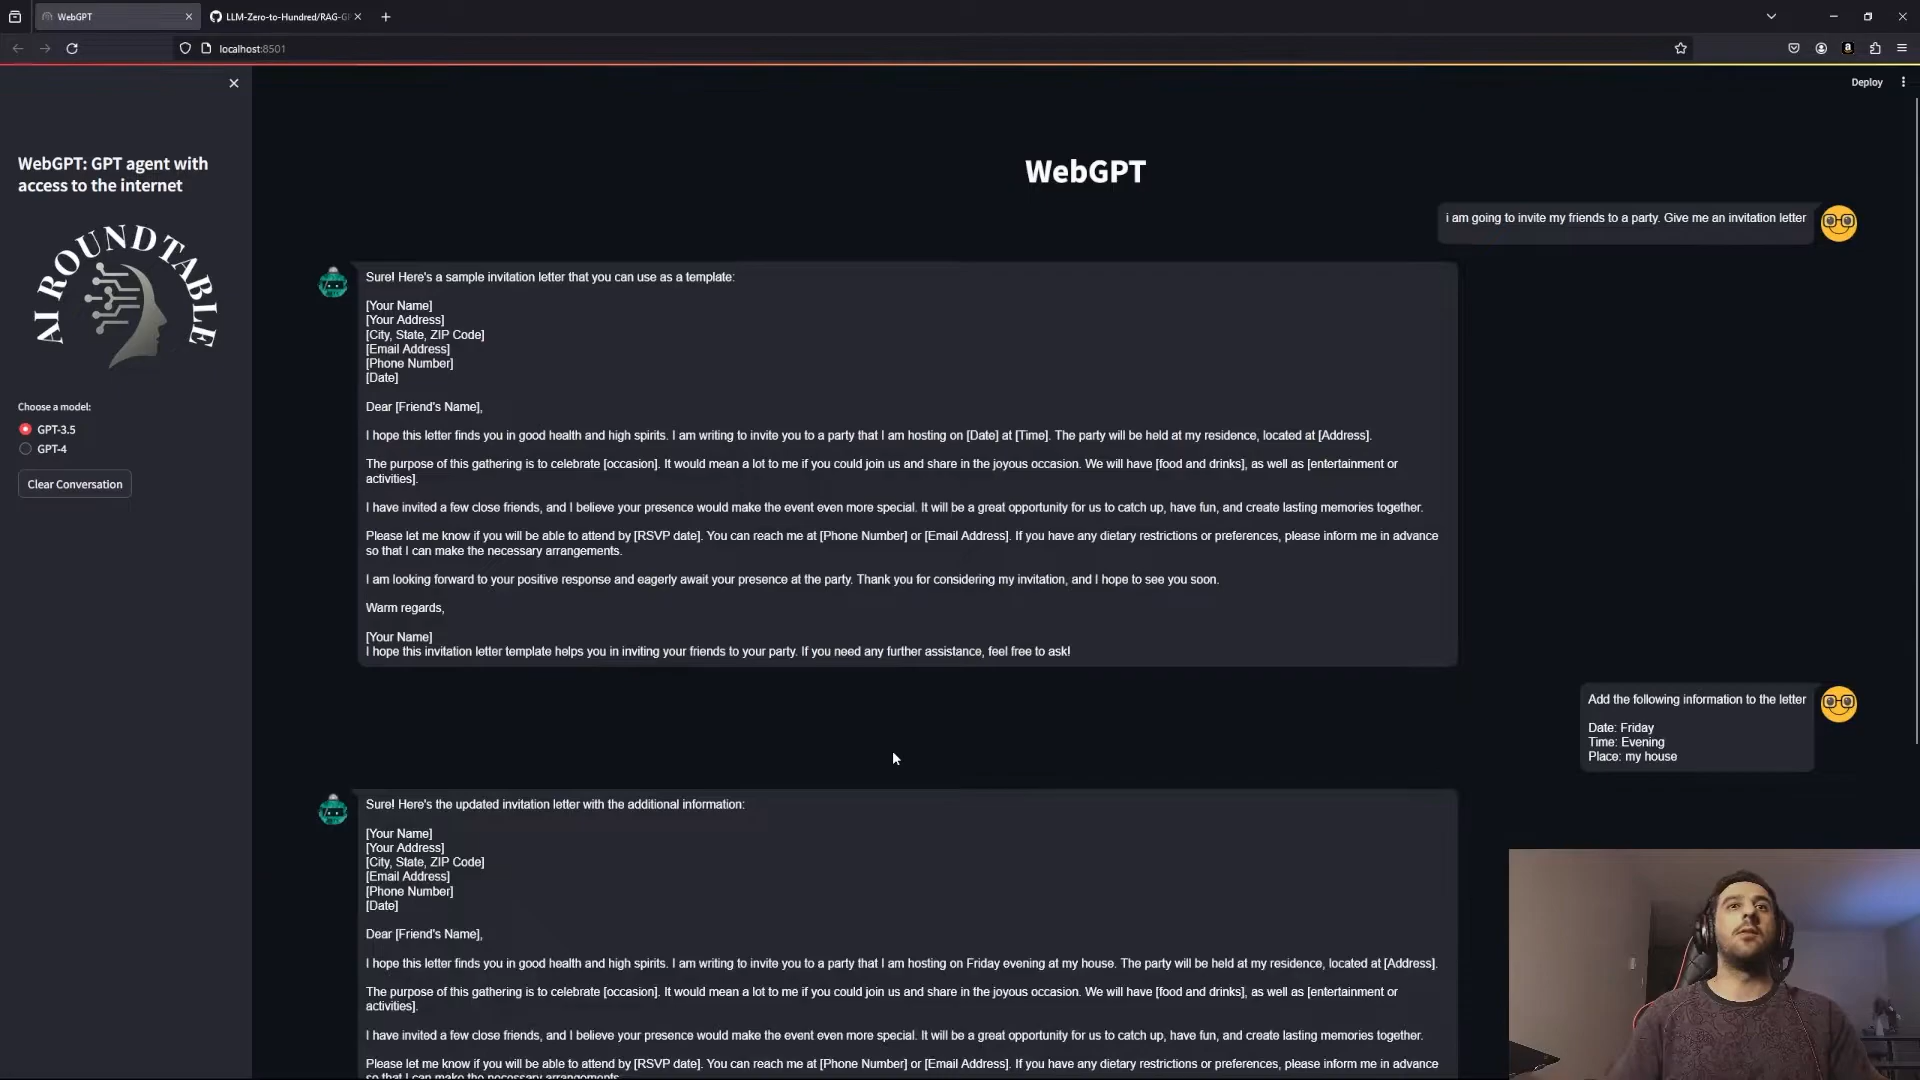 WebGPT
LLM-Zero-to-Hundred/RAG-G
localhost:8501
Deploy
WebGPT: GPT agent with
access to the internet
AI ROUNDTABLE
Choose a model:
GPT-3.5
GPT-4
Clear Conversation
WebGPT
i am going to invite my friends to a party. Give me an invitation letter
Sure! Here's a sample invitation letter that you can use as a template:
[Your Name]
[Your Address]
[City, State, ZIP Code]
[Email Address]
[Phone Number]
[Date]
Dear [Friend's Name],
I hope this letter finds you in good health and high spirits. I am writing to invite you to a party that I am hosting on [Date] at [Time]. The party will be held at my residence, located at [Address].
The purpose of this gathering is to celebrate [occasion]. It would mean a lot to me if you could join us and share in the joyous occasion. We will have [food and drinks], as well as [entertainment or
activities].
I have invited a few close friends, and I believe your presence would make the event even more special. It will be a great opportunity for us to catch up, have fun, and create lasting memories together.
Please let me know if you will be able to attend by [RSVP date]. You can reach me at [Phone Number] or [Email Address]. If you have any dietary restrictions or preferences, please inform me in advance
so that I can make the necessary arrangements.
I am looking forward to your positive response and eagerly await your presence at the party. Thank you for considering my invitation, and I hope to see you soon.
Warm regards,
[Your Name]
I hope this invitation letter template helps you in inviting your friends to your party. If you need any further assistance, feel free to ask!
Add the following information to the letter
Date: Friday
Time: Evening
Place: my house
Sure! Here's the updated invitation letter with the additional information:
[Your Name]
[Your Address]
[City, State, ZIP Code]
[Email Address]
[Phone Number]
[Date]
Dear [Friend's Name],
I hope this letter finds you in good health and high spirits. I am writing to invite you to a party that I am hosting on Friday evening at my house. The party will be held at my residence, located at [Address].
The purpose of this gathering is to celebrate [occasion]. It would mean a lot to me if you could join us and share in the joyous occasion. We will have [food and drinks], as well as [entertainment or
activities].
I have invited a few close friends, and I believe your presence would make the event even more special. It will be a great opportunity for us to catch up, have fun, and create lasting memories together.
Please let me know if you will be able to attend by [RSVP date]. You can reach me at [Phone Number] or [Email Address]. If you have any dietary restrictions or preferences, please inform me in advance
so that I can make the necessary arrangements.